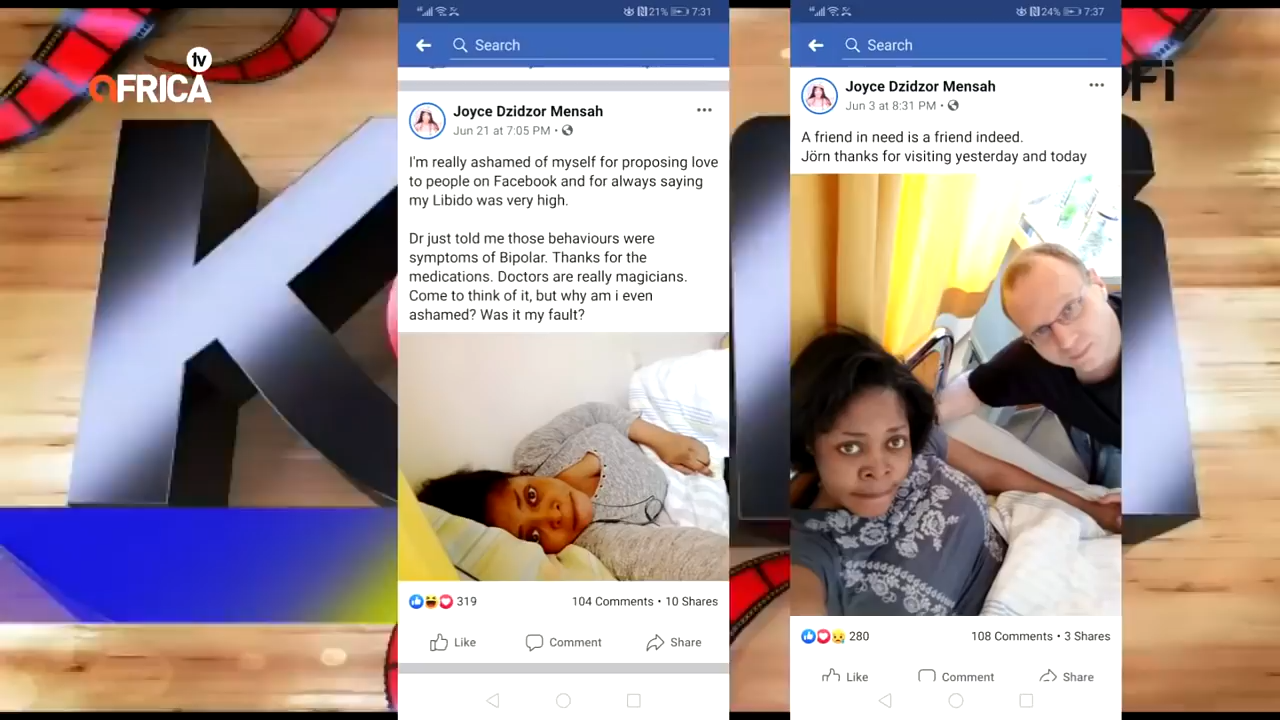 tv
aFRICA
21% 7:31
Search
Joyce Dzidzor Mensah
Jun 21 at 7:05 PM •
I'm really ashamed of myself for proposing love
to people on Facebook and for always saying
my Libido was very high.
Dr just told me those behaviours were
symptoms of Bipolar. Thanks for the
medications. Doctors are really magicians.
Come to think of it, but why am i even
ashamed? Was it my fault?
319
104 Comments • 10 Shares
Like
Comment
Share
24% 7:37
Search
Joyce Dzidzor Mensah
Jun 3 at 8:31 PM •
A friend in need is a friend indeed.
Jörn thanks for visiting yesterday and today
280
108 Comments • 3 Shares
Like
Comment
Share
K